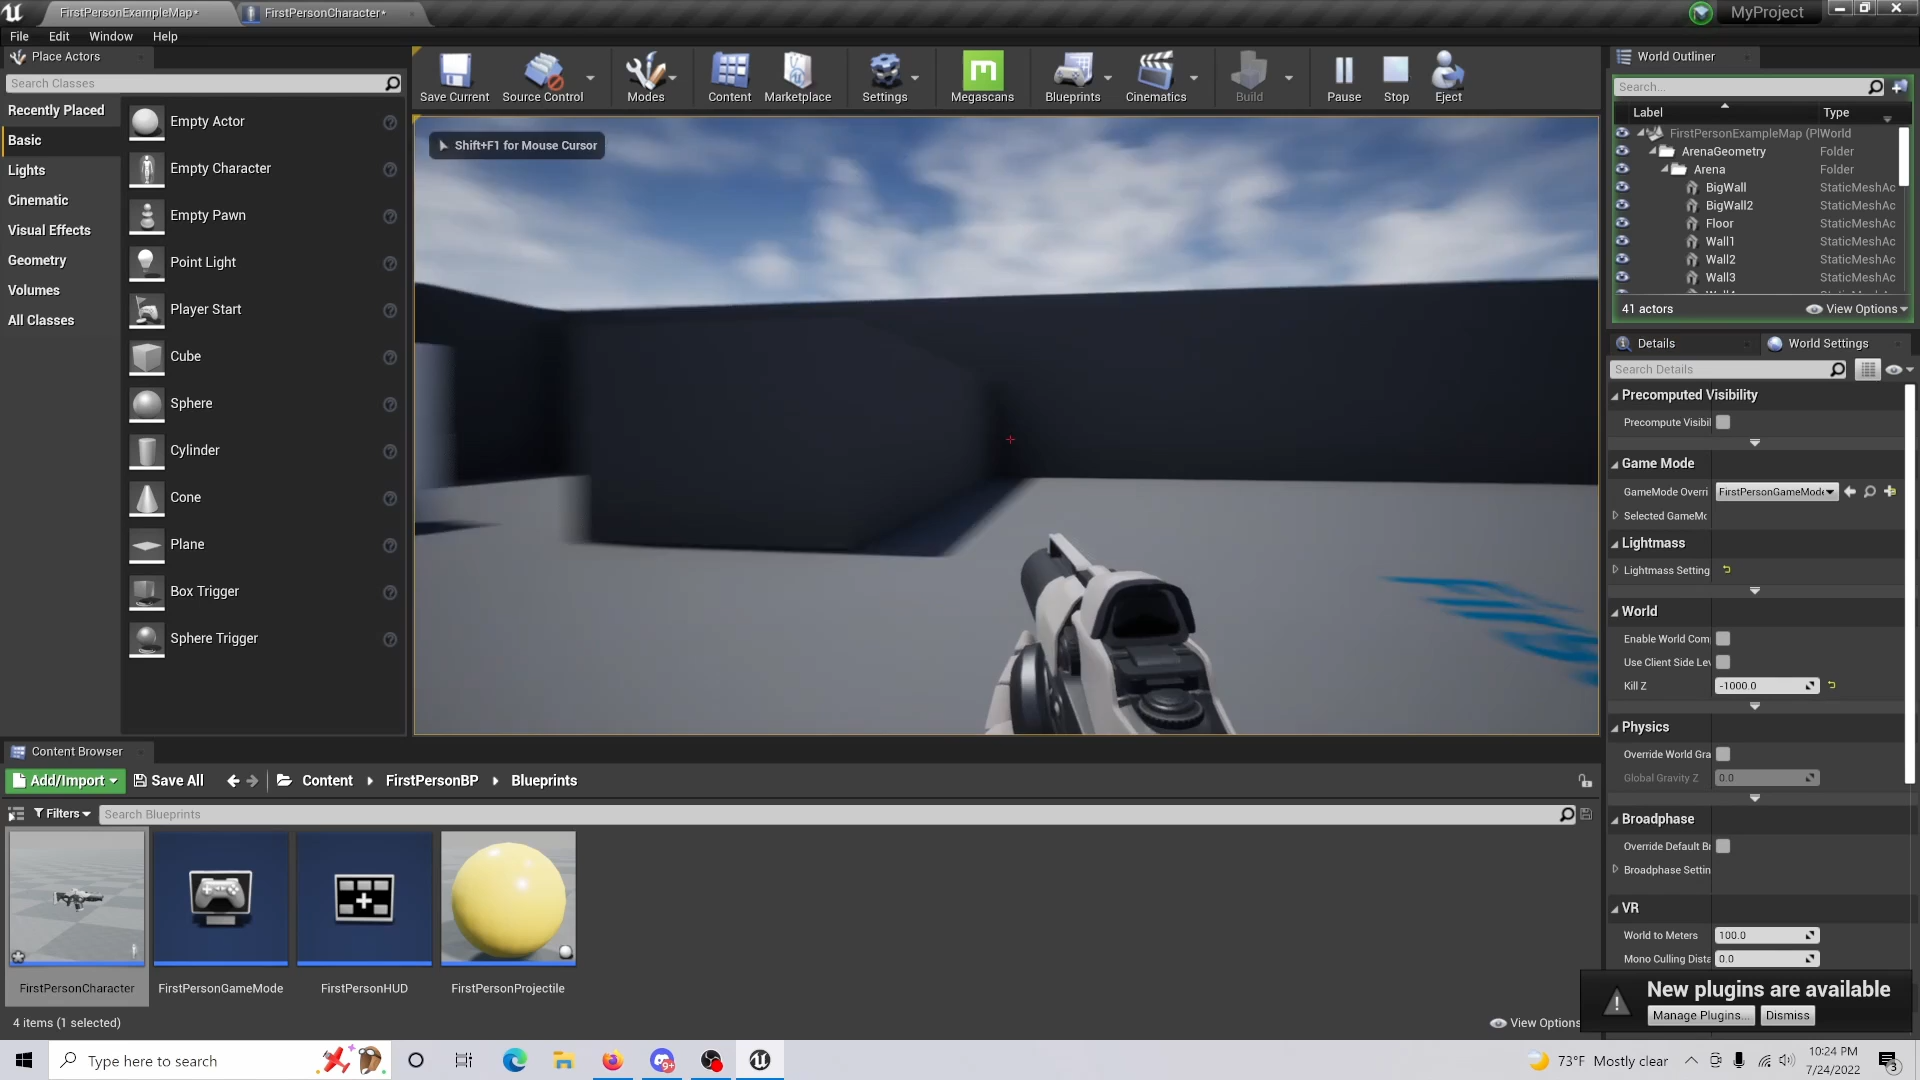 FirstPersonExampleMap*
FirstPersonCharacter*
MyProject
File Edit Window Help
Place Actors
Search Classes
Recently Placed
Basic
Lights
Cinematic
Visual Effects
Geometry
Volumes
All Classes
Empty Actor
Empty Character
Empty Pawn
Point Light
Player Start
Cube
Sphere
Cylinder
Cone
Plane
Box Trigger
Sphere Trigger
Save Current
Source Control
Modes
Content
Marketplace
Settings
Megascans
Blueprints
Cinematics
Build
Pause
Stop
Eject
Shift+F1 for Mouse Cursor
World Outliner
Search...
Label Type
FirstPersonExampleMap (Pl World
ArenaGeometry Folder
Arena Folder
BigWall StaticMeshAc
BigWall2 StaticMeshAc
Floor StaticMeshAc
Wall1 StaticMeshAc
Wall2 StaticMeshAc
Wall3 StaticMeshAc
41 actors View Options
Details
World Settings
Search Details
Precomputed Visibility
Precompute Visibil
Game Mode
GameMode Overri FirstPersonGameMode
Selected GameMo
Lightmass
Lightmass Setting
World
Enable World Com
Use Client Side Lev
Kill Z -1000.0
Physics
Override World Gra
Global Gravity Z 0.0
Broadphase
Override Default Br
Broadphase Settin
VR
World to Meters 100.0
Mono Culling Dista 0.0
Content Browser
Add/Import Save All Content FirstPersonBP Blueprints
Filters Search Blueprints
FirstPersonCharacter
FirstPersonGameMode
FirstPersonHUD
FirstPersonProjectile
4 items (1 selected)
View Options
New plugins are available
Manage Plugins... Dismiss
Type here to search
9+
73°F Mostly clear
10:24 PM
7/24/2022
3